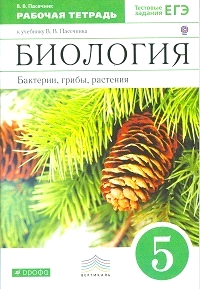 В. В. Пасечник
РАБОЧАЯ ТЕТРАДЬ
к учебнику В. В. Пасечника
Тестовые задания ЕГЭ
БИОЛОГИЯ
Бактерии, грибы, растения
5
ДРОФА
ВЕРТИКАЛЬ